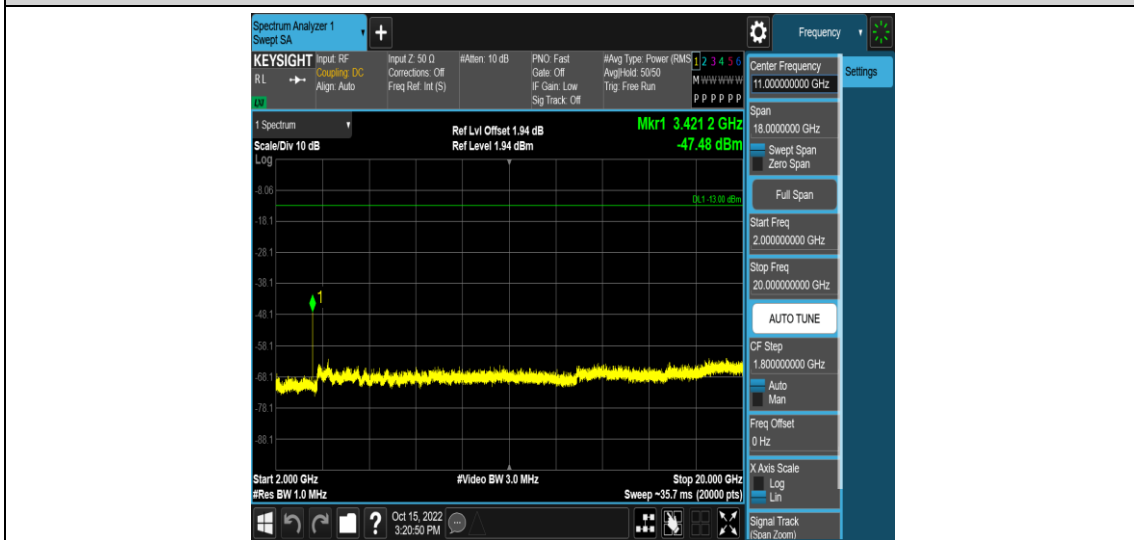 Spectrum Analyzer 1
Swept SA
+
Frequency
KEYSIGHT
RL
Input: RF
Coupling: DC
Align: Auto
Input Z: 50 Ω
Corrections: Off
Freq Ref: Int (S)
#Atten: 10 dB
PNO: Fast
Gate: Off
IF Gain: Low
Sig Track: Off
#Avg Type: Power (RMS
Avg|Hold: 50/50
Trig: Free Run
1 2 3 4 5 6
M W W W W W
P P P P P P
Center Frequency
11.000000000 GHz
Settings
1 Spectrum
Scale/Div 10 dB
Ref Lvl Offset 1.94 dB
Ref Level 1.94 dBm
Mkr1 3.421 2 GHz
-47.48 dBm
Log
-8.06
-18.1
-28.1
-38.1
-48.1
-58.1
-68.1
-78.1
-88.1
DL1 -13.00 dBm
1
Start 2.000 GHz
#Res BW 1.0 MHz
#Video BW 3.0 MHz
Stop 20.000 GHz
Sweep ~35.7 ms (20000 pts)
Span
18.0000000 GHz
Swept Span
Zero Span
Full Span
Start Freq
2.000000000 GHz
Stop Freq
20.000000000 GHz
AUTO TUNE
CF Step
1.800000000 GHz
Auto
Man
Freq Offset
0 Hz
X Axis Scale
Log
Lin
Signal Track
(Span Zoom)
?
Oct 15, 2022
3:20:50 PM